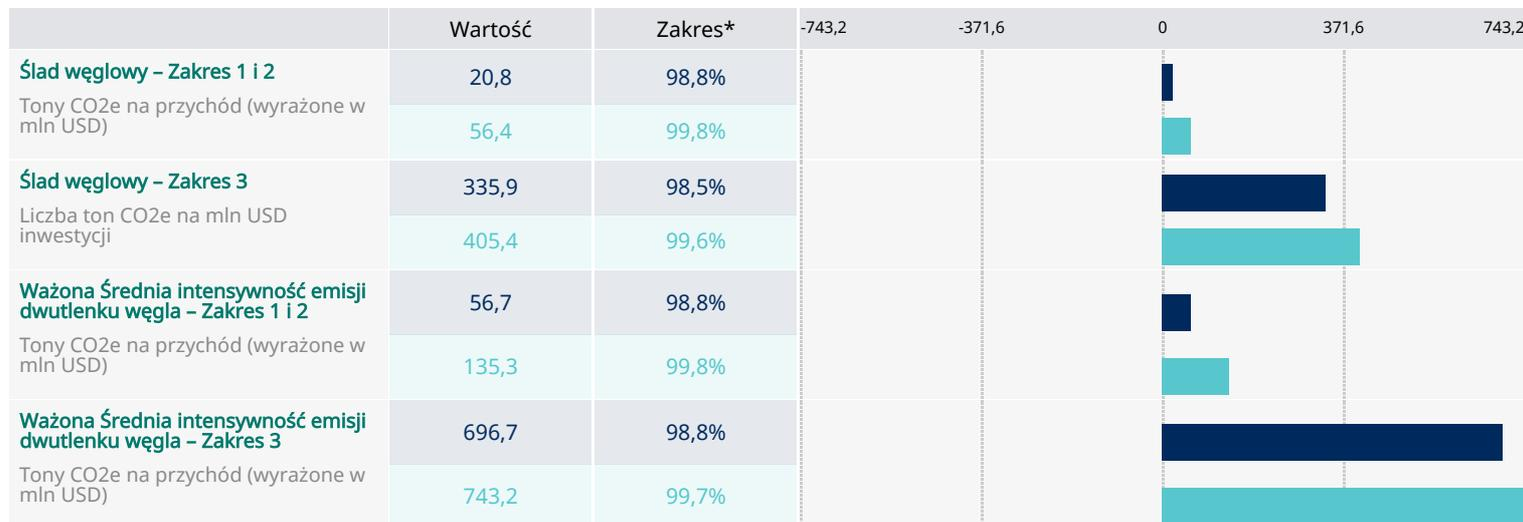 Wartość Zakres* -743,2 -371,6 0 371,6 743,2
Ślad węglowy – Zakres 1 i 2
20,8 98,8%
Tony CO2e na przychód (wyrażone w
mln USD)
56,4 99,8%
Ślad węglowy – Zakres 3
335,9 98,5%
Liczba ton CO2e na mln USD
inwestycji
405,4 99,6%
Ważona Średnia intensywność emisji
dwutlenku węgla – Zakres 1 i 2
56,7 98,8%
Tony CO2e na przychód (wyrażone w
mln USD)
135,3 99,8%
Ważona Średnia intensywność emisji
dwutlenku węgla – Zakres 3
696,7 98,8%
Tony CO2e na przychód (wyrażone w
mln USD)
743,2 99,7%